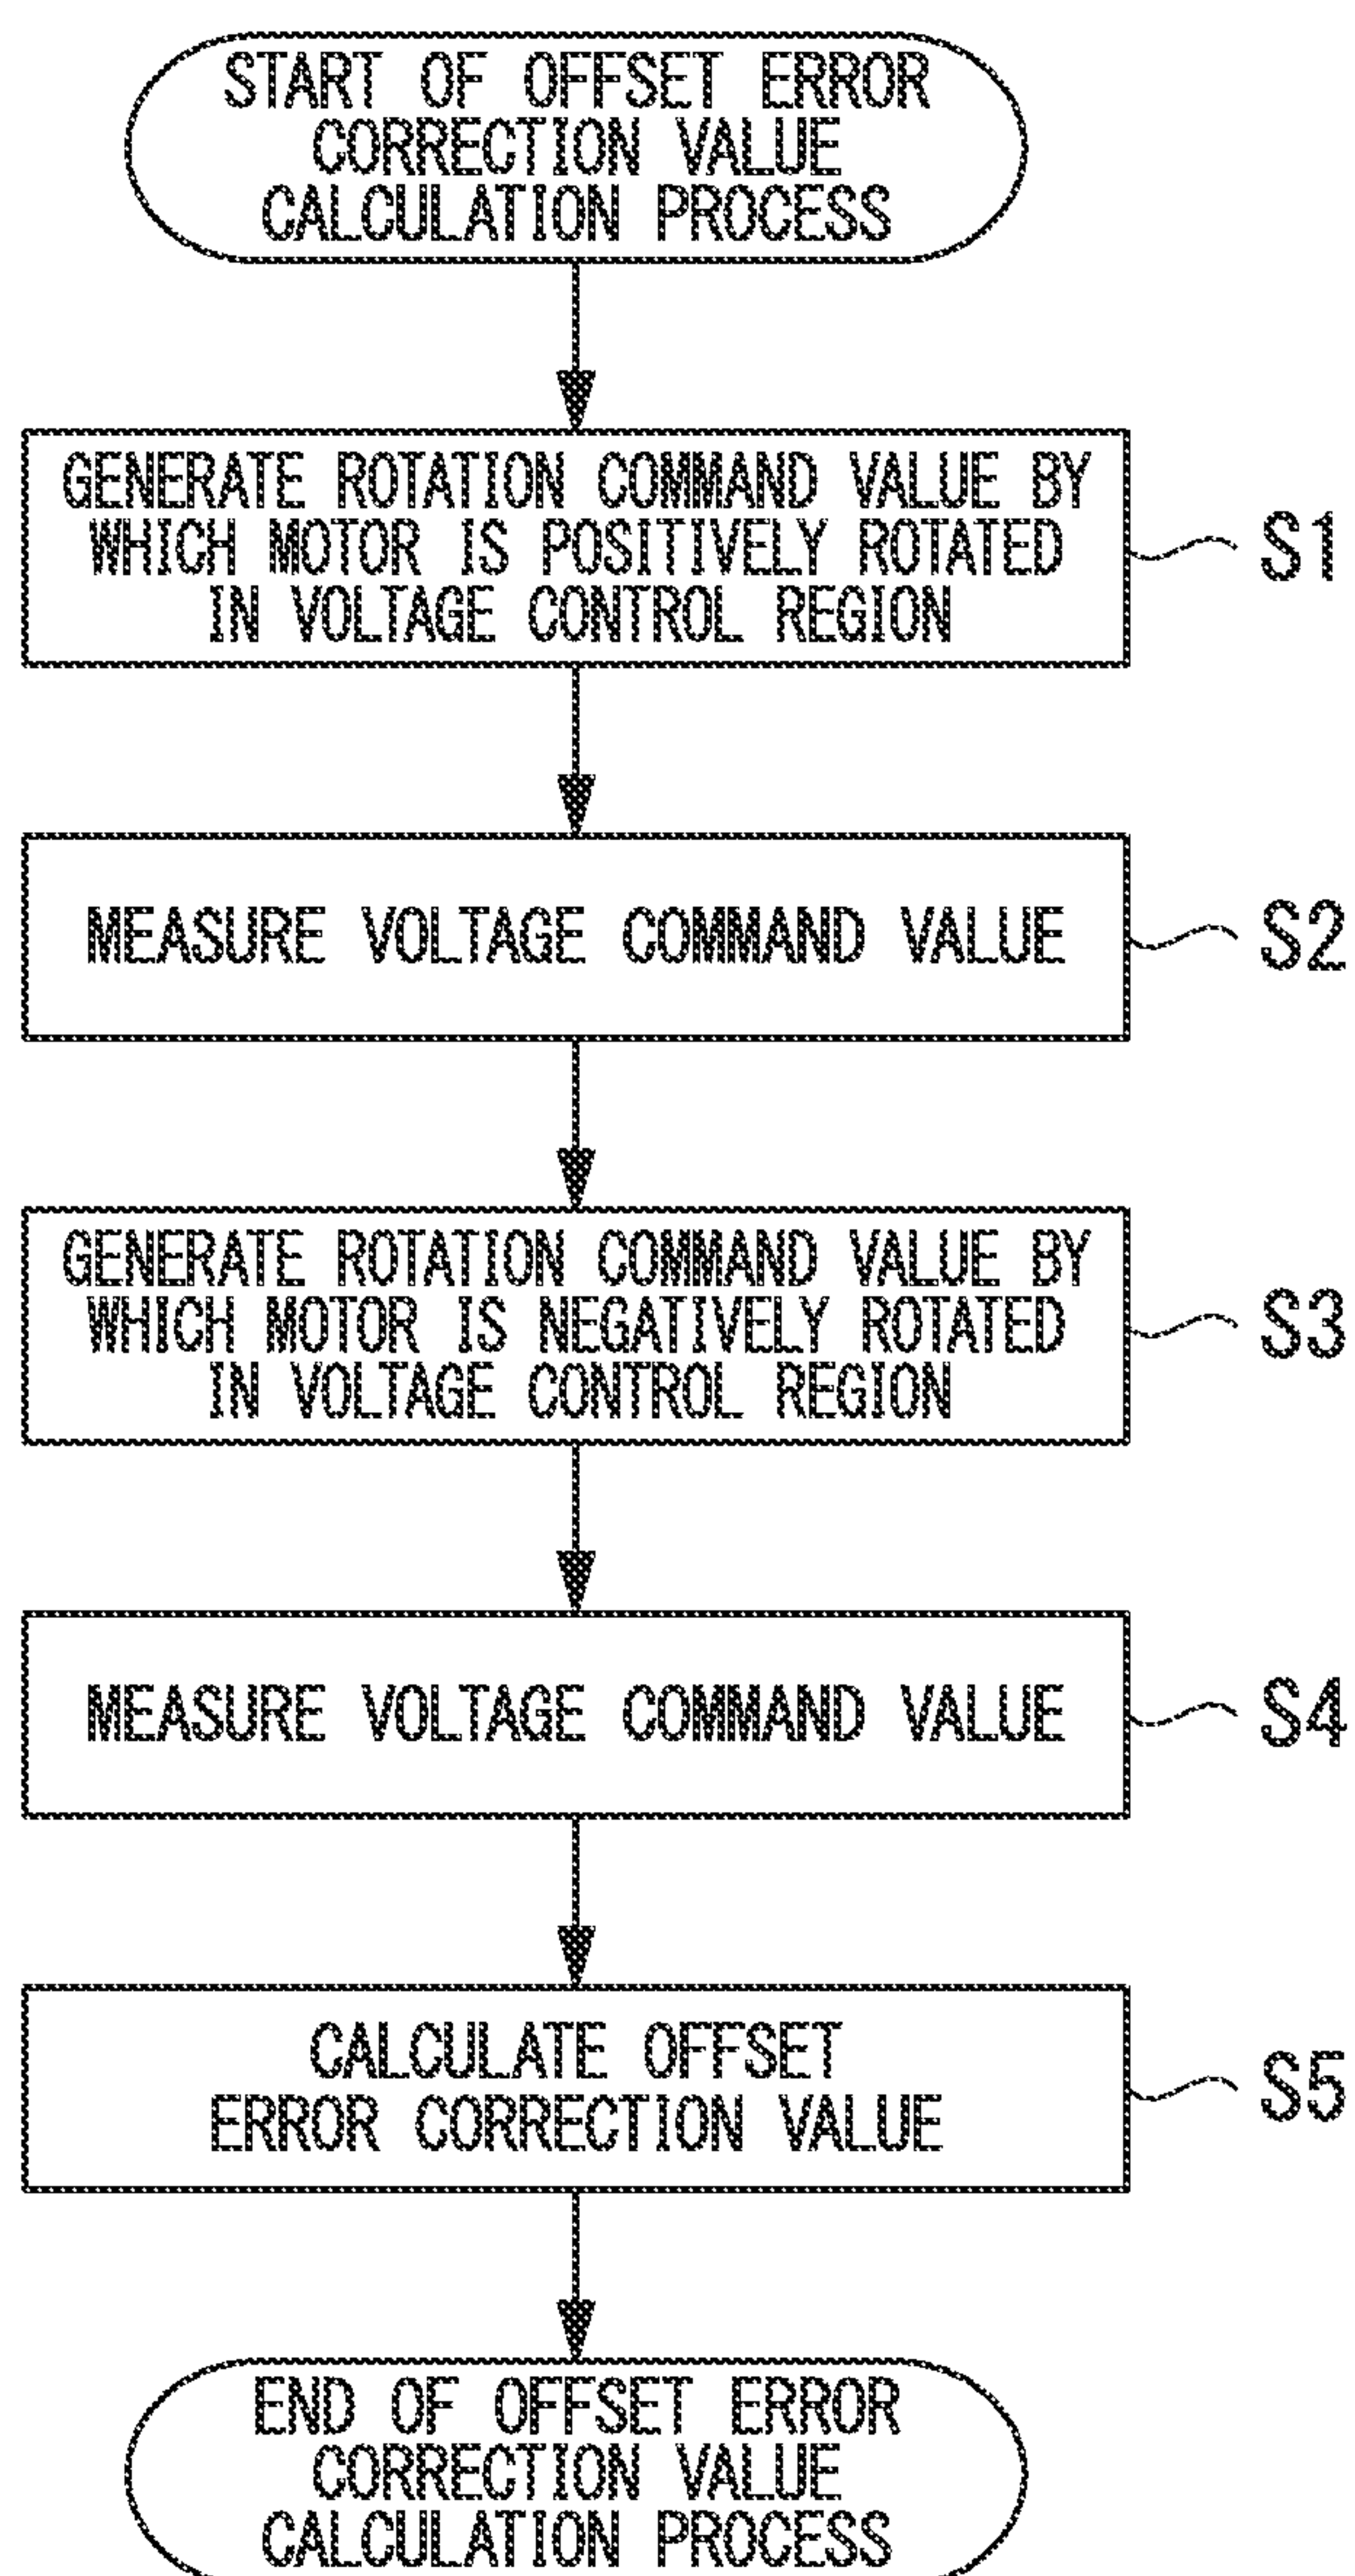 START OF OFFSET ERROR
CORRECTION VALUE
CALCULATION PROCESS
GENERATE ROTATION COMMAND VALUE BY
WHICH MOTOR IS POSITIVELY ROTATED
IN VOLTAGE CONTROL REGION
S1
MEASURE VOLTAGE COMMAND VALUE
S2
GENERATE ROTATION COMMAND VALUE BY
WHICH MOTOR IS NEGATIVELY ROTATED
IN VOLTAGE CONTROL REGION
S3
MEASURE VOLTAGE COMMAND VALUE
S4
CALCULATE OFFSET
ERROR CORRECTION VALUE
S5
END OF OFFSET ERROR
CORRECTION VALUE
CALCULATION PROCESS